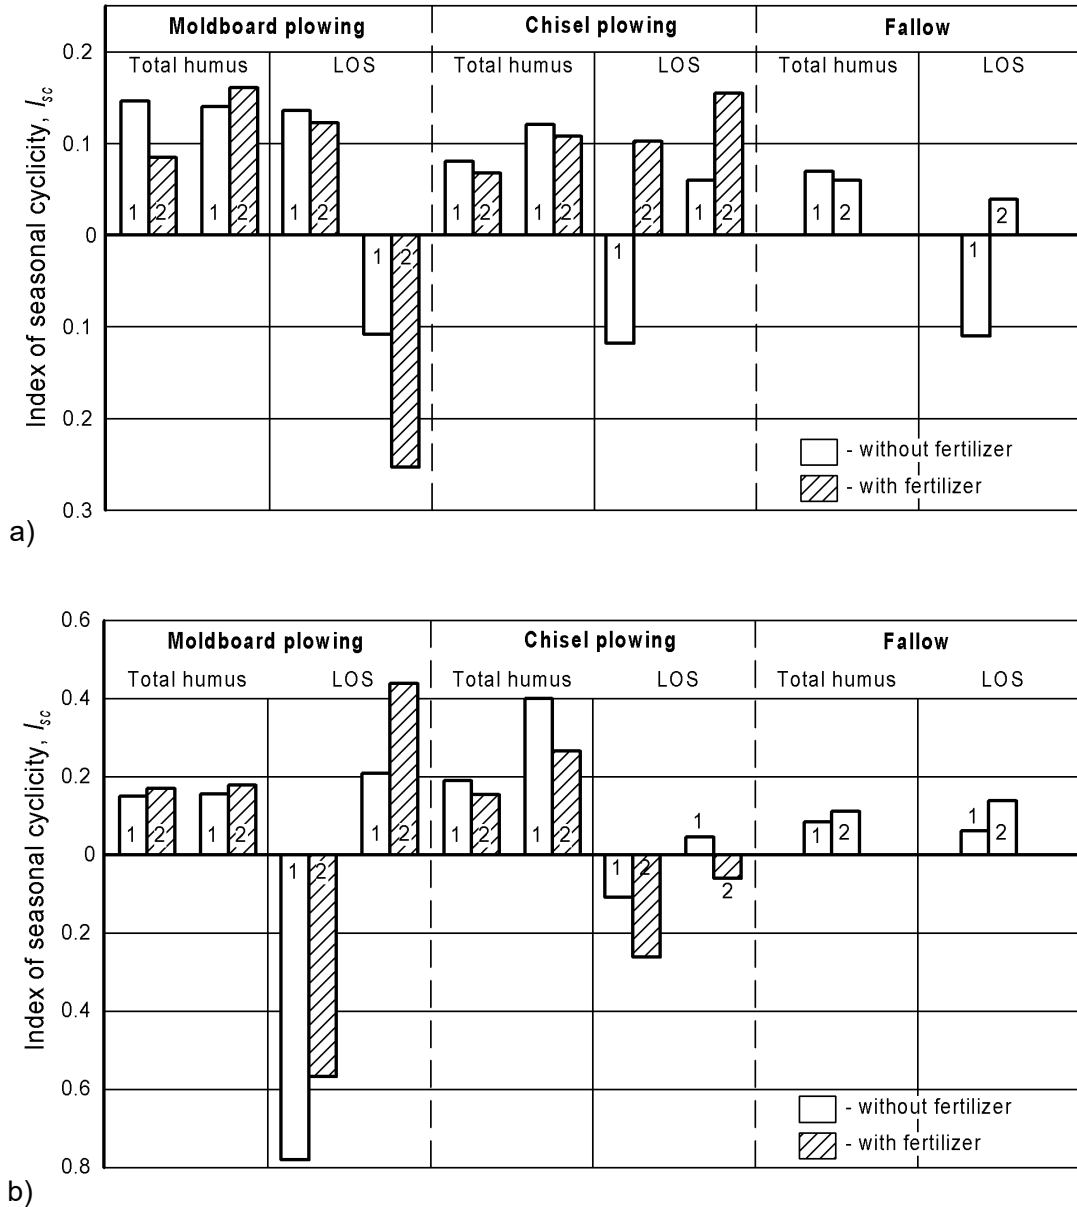 Moldboard plowing Chisel plowing Fallow
0.2
Total humus LOS Total humus LOS Total humus LOS
0.1
1 2 1 2 1 2 1 2 1 2 2 1 2 1 2 2
0
1 2 1 1
0.1
0.2
- without fertilizer
- with fertilizer
0.3
Index of seasonal cyclicity, Isc
a)
0.6
Moldboard plowing Chisel plowing Fallow
Total humus LOS Total humus LOS Total humus LOS
0.4
0.2
1 2 1 2 1 2 1 2 1 2 1 1 2 1 2
0
1 2 1 2 2
0.2
0.4
0.6
- without fertilizer
- with fertilizer
0.8
Index of seasonal cyclicity, Isc
b)